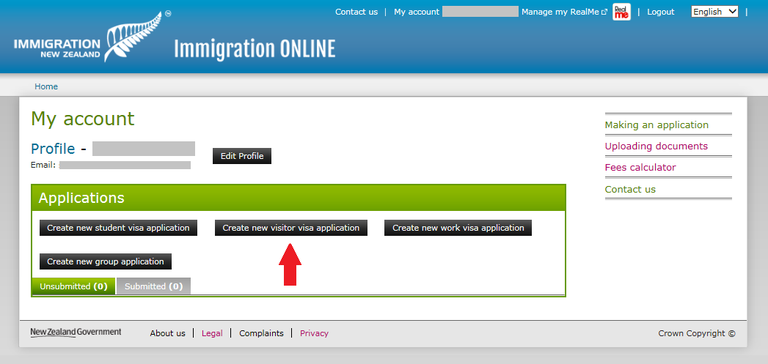 Contact us | My account Manage my RealMe Real Me | Logout English |
IMMIGRATION
NEW ZEALAND
TM
Immigration ONLINE
Home
My account
Profile -
Edit Profile
Email:
Applications
Create new student visa application
Create new visitor visa application
Create new work visa application
Create new group application
Unsubmitted (0)
Submitted (0)
Making an application
Uploading documents
Fees calculator
Contact us
New Zealand Government
About us | Legal | Complaints | Privacy
Crown Copyright ©